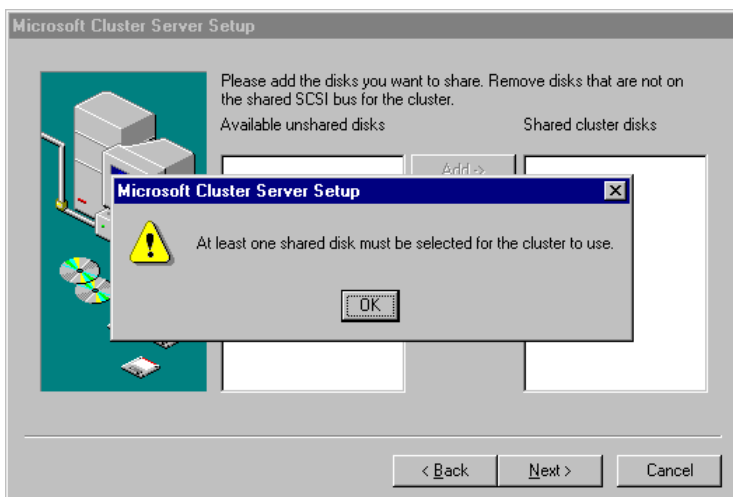 Microsoft Cluster Server Setup
Please add the disks you want to share. Remove disks that are not on
the shared SCSI bus for the cluster.
Available unshared disks
Shared cluster disks
Add ->
Microsoft Cluster Server Setup
At least one shared disk must be selected for the cluster to use.
OK
< Back
Next >
Cancel